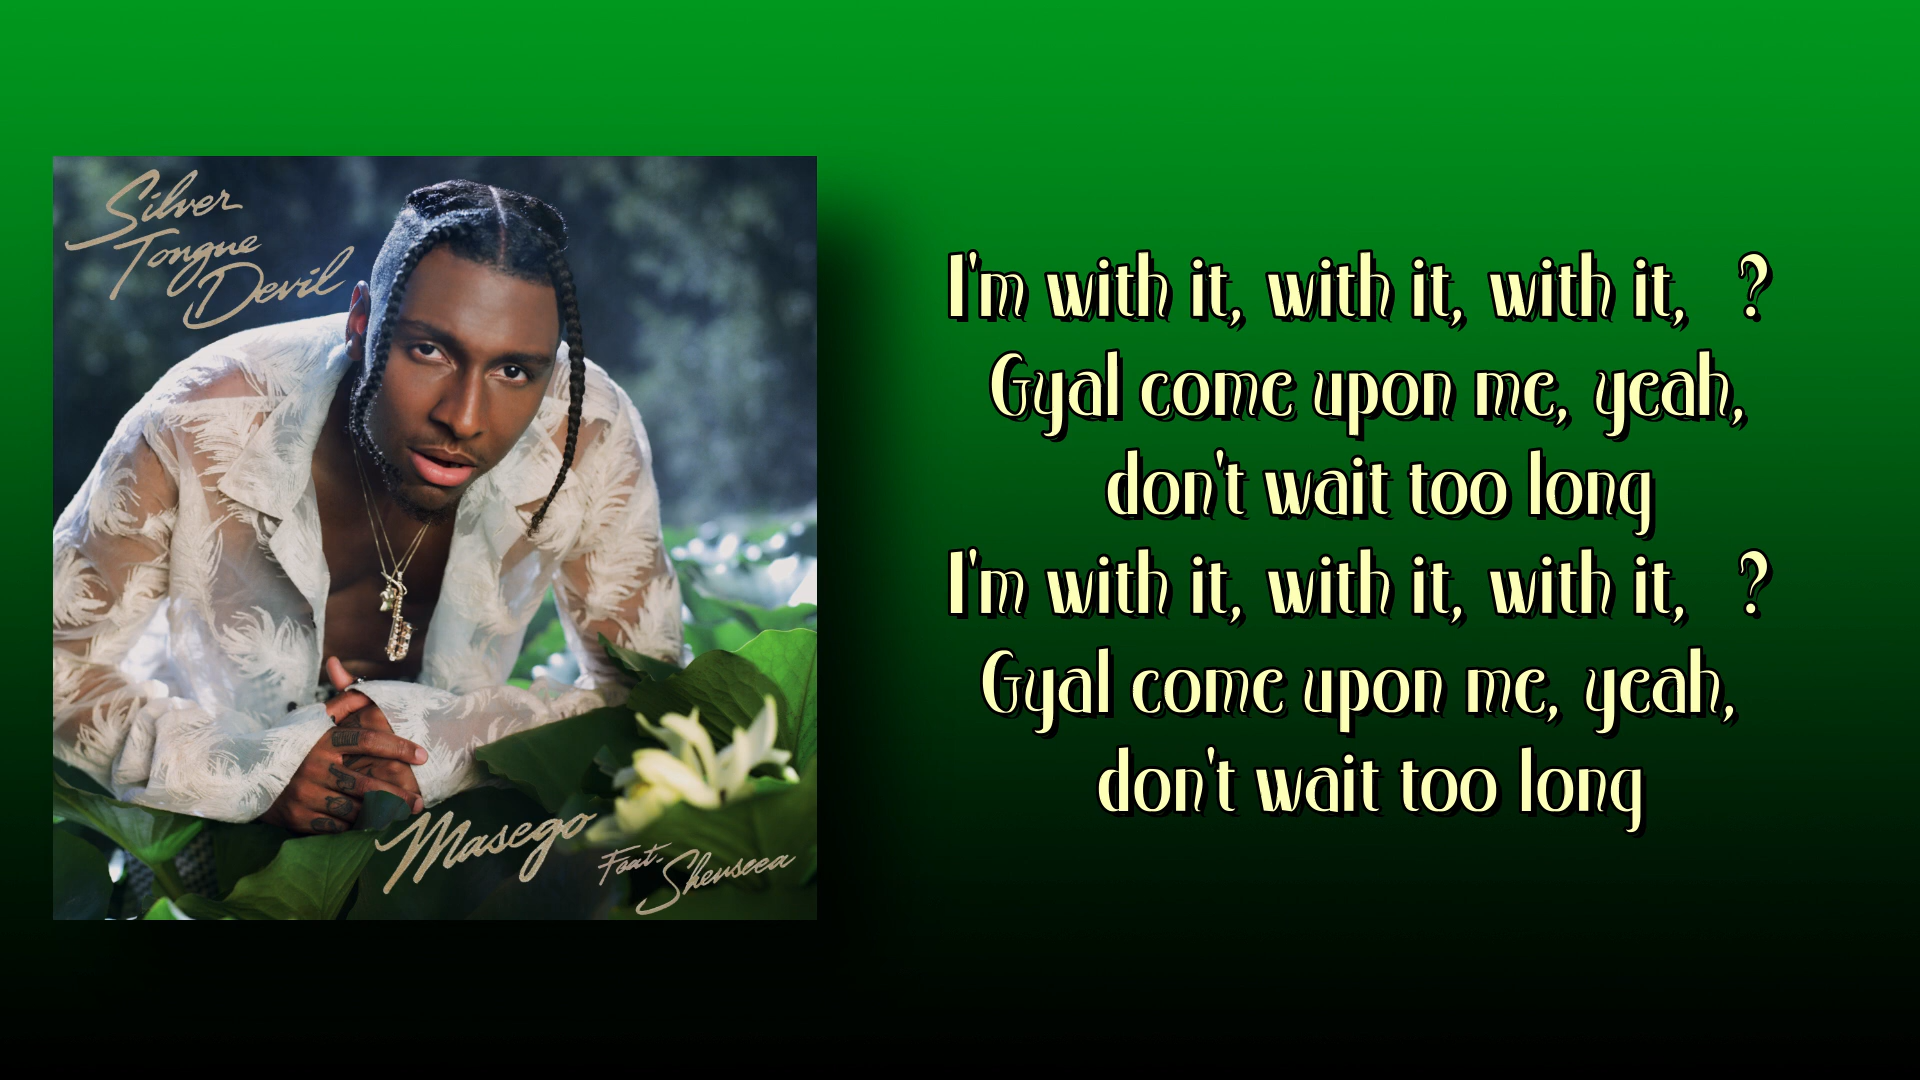 Silver
Tongue
Devil
Masego
Feat. Shenseea
I'm with it, with it, with it, ?
Gyal come upon me, yeah,
don't wait too long
I'm with it, with it, with it, ?
Gyal come upon me, yeah,
don't wait too long